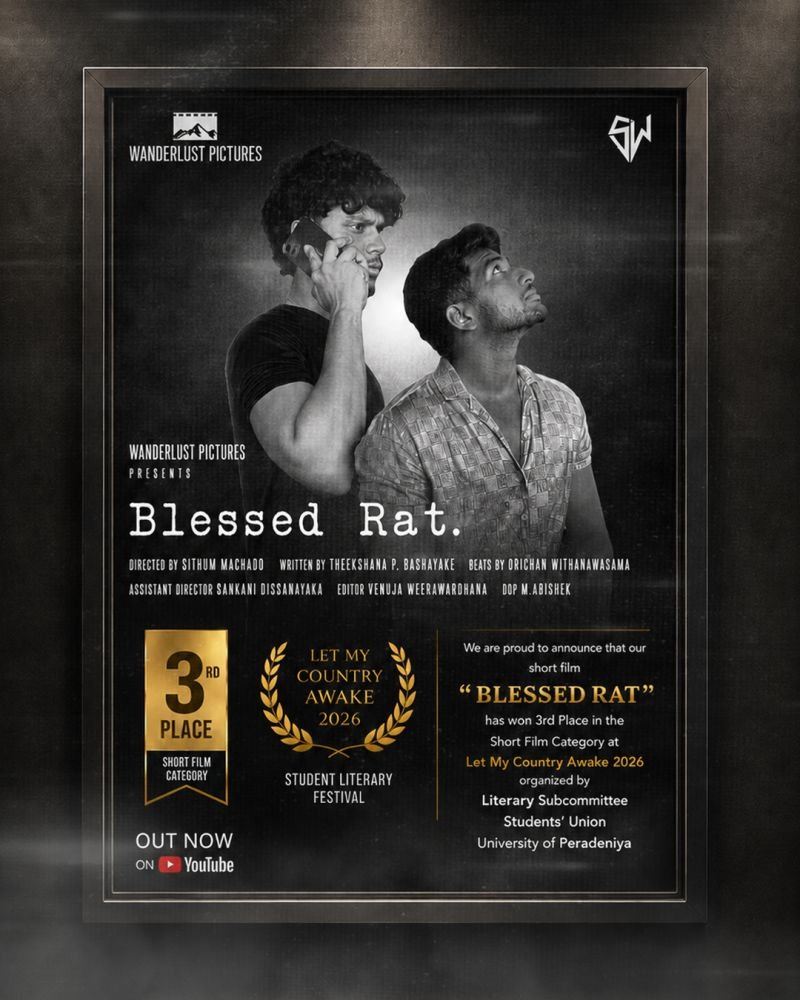 WANDERLUST PICTURES
SW
WANDERLUST PICTURES
PRESENTS
Blessed Rat.
DIRECTED BY SITHUM MACHADO WRITTEN BY THEEKSHANA P. BASHAYAKE BEATS BY ORICHAN WITHANAWASAMA
ASSISTANT DIRECTOR SANKANI DISSANAYAKA EDITOR VENUJA WEERAWARDHANA DOP M.ABISHEK
3RD
PLACE
SHORT FILM
CATEGORY
LET MY
COUNTRY
AWAKE
2026
STUDENT LITERARY
FESTIVAL
We are proud to announce that our
short film
“BLESSED RAT”
has won 3rd Place in the
Short Film Category at
Let My Country Awake 2026
organized by
Literary Subcommittee
Students’ Union
University of Peradeniya
OUT NOW
ON YouTube